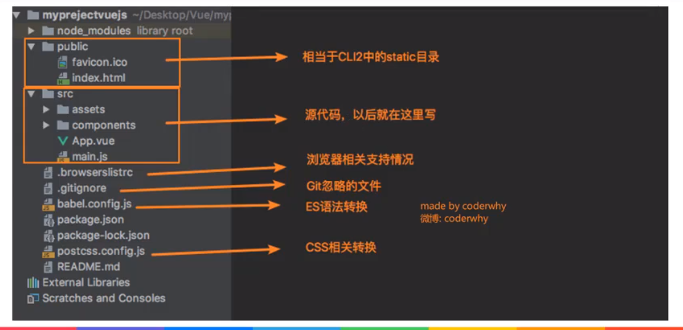 myprejectvuejs ~/Desktop/Vue/myp
node_modules library root
public
favicon.ico
index.html
相当于CLI2中的static目录
src
assets
components
App.vue
main.js
源代码，以后就在这里写
.browserslistrc
浏览器相关支持情况
.gitignore
Git忽略的文件
babel.config.js
ES语法转换
made by coderwhy
微博: coderwhy
package.json
package-lock.json
postcss.config.js
CSS相关转换
README.md
External Libraries
Scratches and Consoles